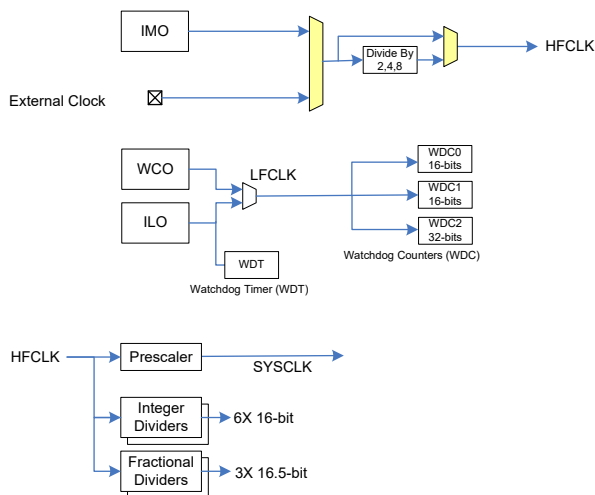 IMO
Divide By
2,4,8
HFCLK
External Clock
WCO
LFCLK
WDC0
16-bits
WDC1
16-bits
ILO
WDC2
32-bits
WDT
Watchdog Counters (WDC)
Watchdog Timer (WDT)
HFCLK
Prescaler
SYSCLK
Integer
Dividers
6X 16-bit
Fractional
Dividers
3X 16.5-bit